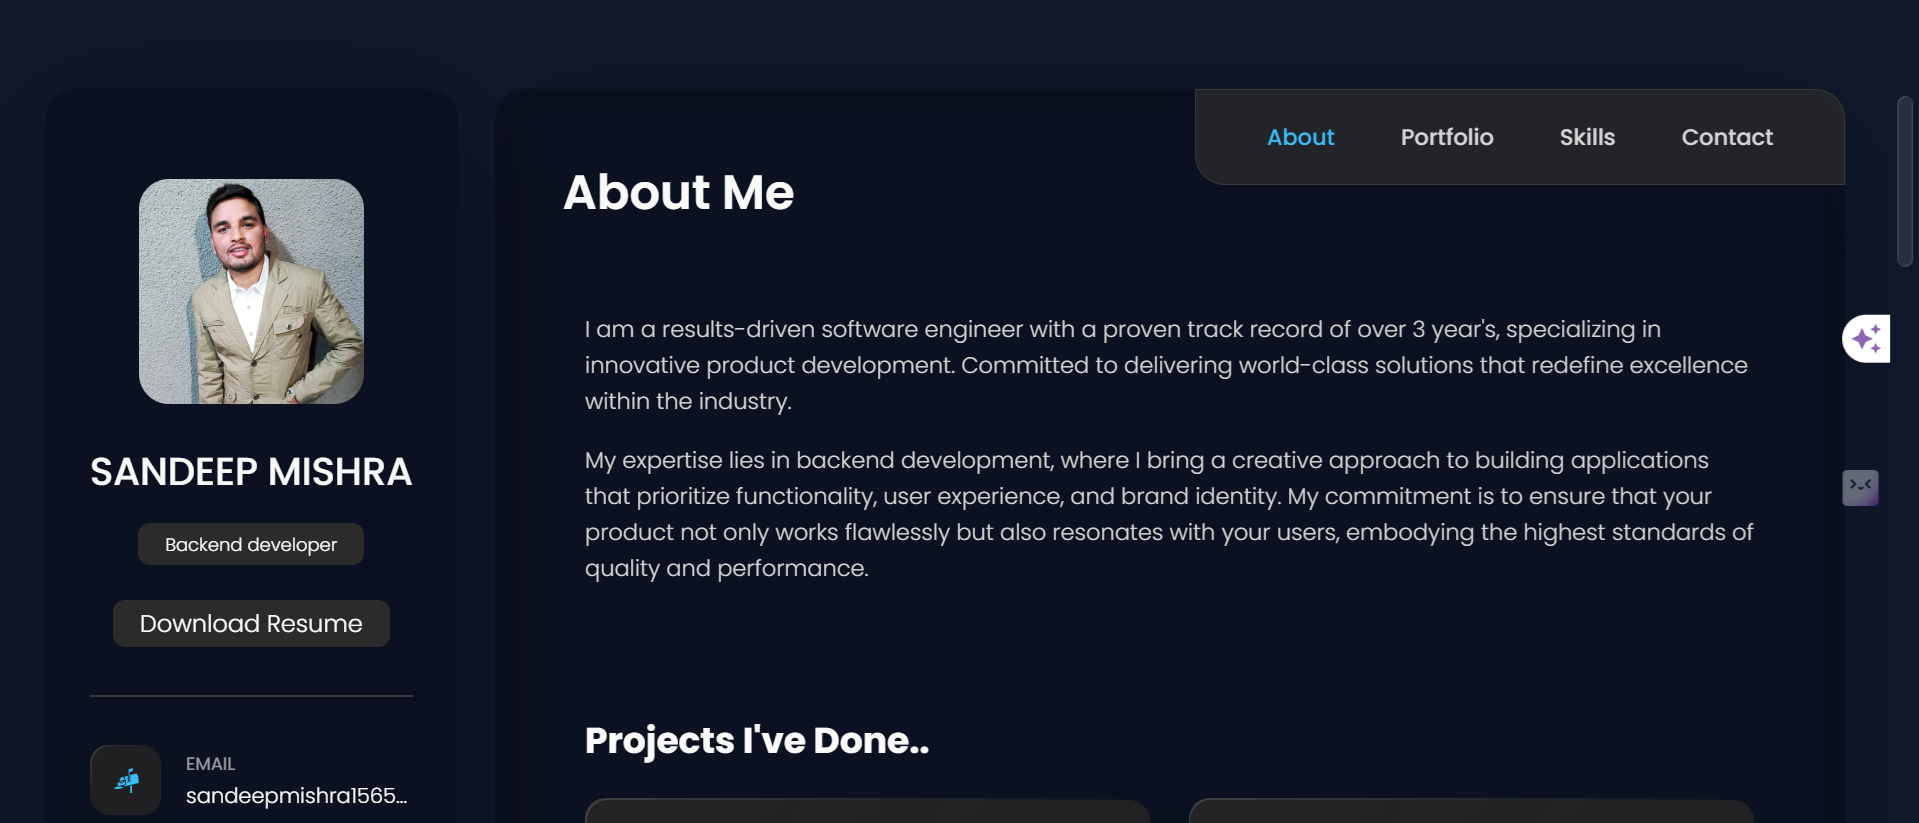 About
Portfolio
Skills
Contact
About Me
SANDEEP MISHRA
Backend developer
Download Resume
EMAIL
sandeepmishra1565...
I am a results-driven software engineer with a proven track record of over 3 year's, specializing in
innovative product development. Committed to delivering world-class solutions that redefine excellence
within the industry.
My expertise lies in backend development, where I bring a creative approach to building applications
that prioritize functionality, user experience, and brand identity. My commitment is to ensure that your
product not only works flawlessly but also resonates with your users, embodying the highest standards of
quality and performance.
Projects I've Done..